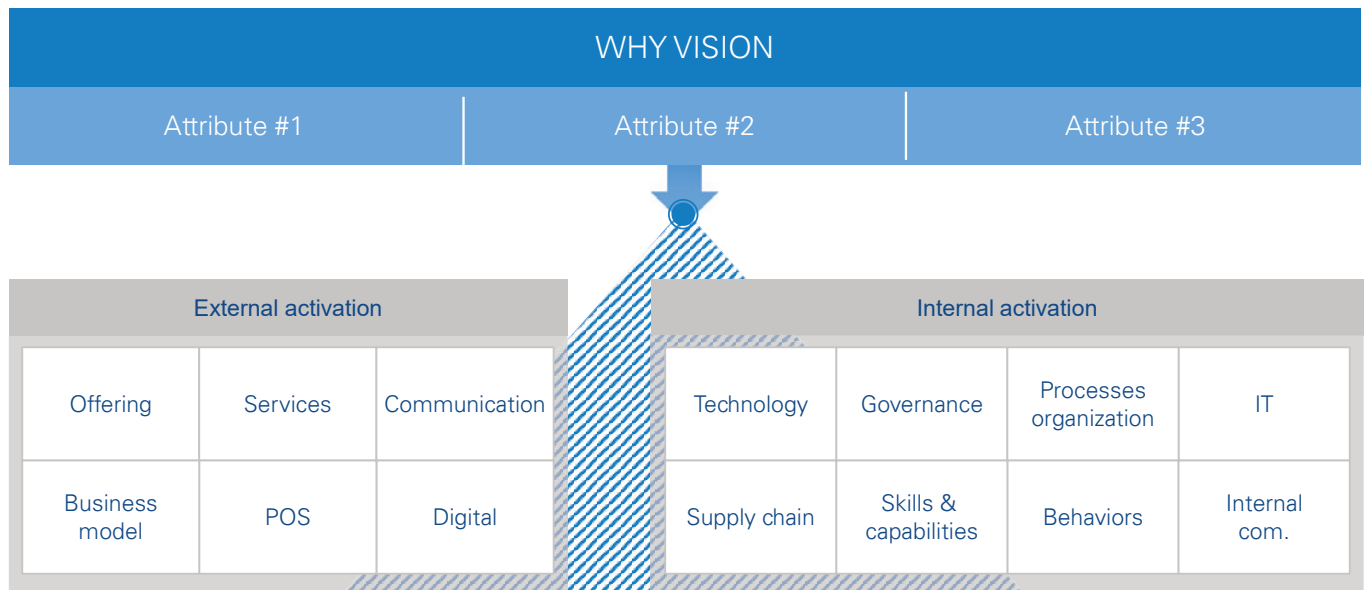 WHY VISION
Attribute #1
Attribute #2
Attribute #3
External activation
Offering
Services
Communication
Business
model
POS
Digital
Internal activation
Technology
Governance
Processes
organization
IT
Supply chain
Skills &
capabilities
Behaviors
Internal
com.